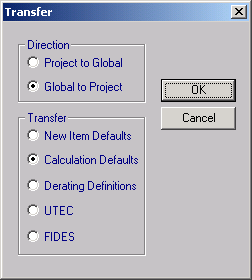 Transfer
Direction
Project to Global
Global to Project
OK
Cancel
Transfer
New Item Defaults
Calculation Defaults
Derating Definitions
UTEC
FIDES